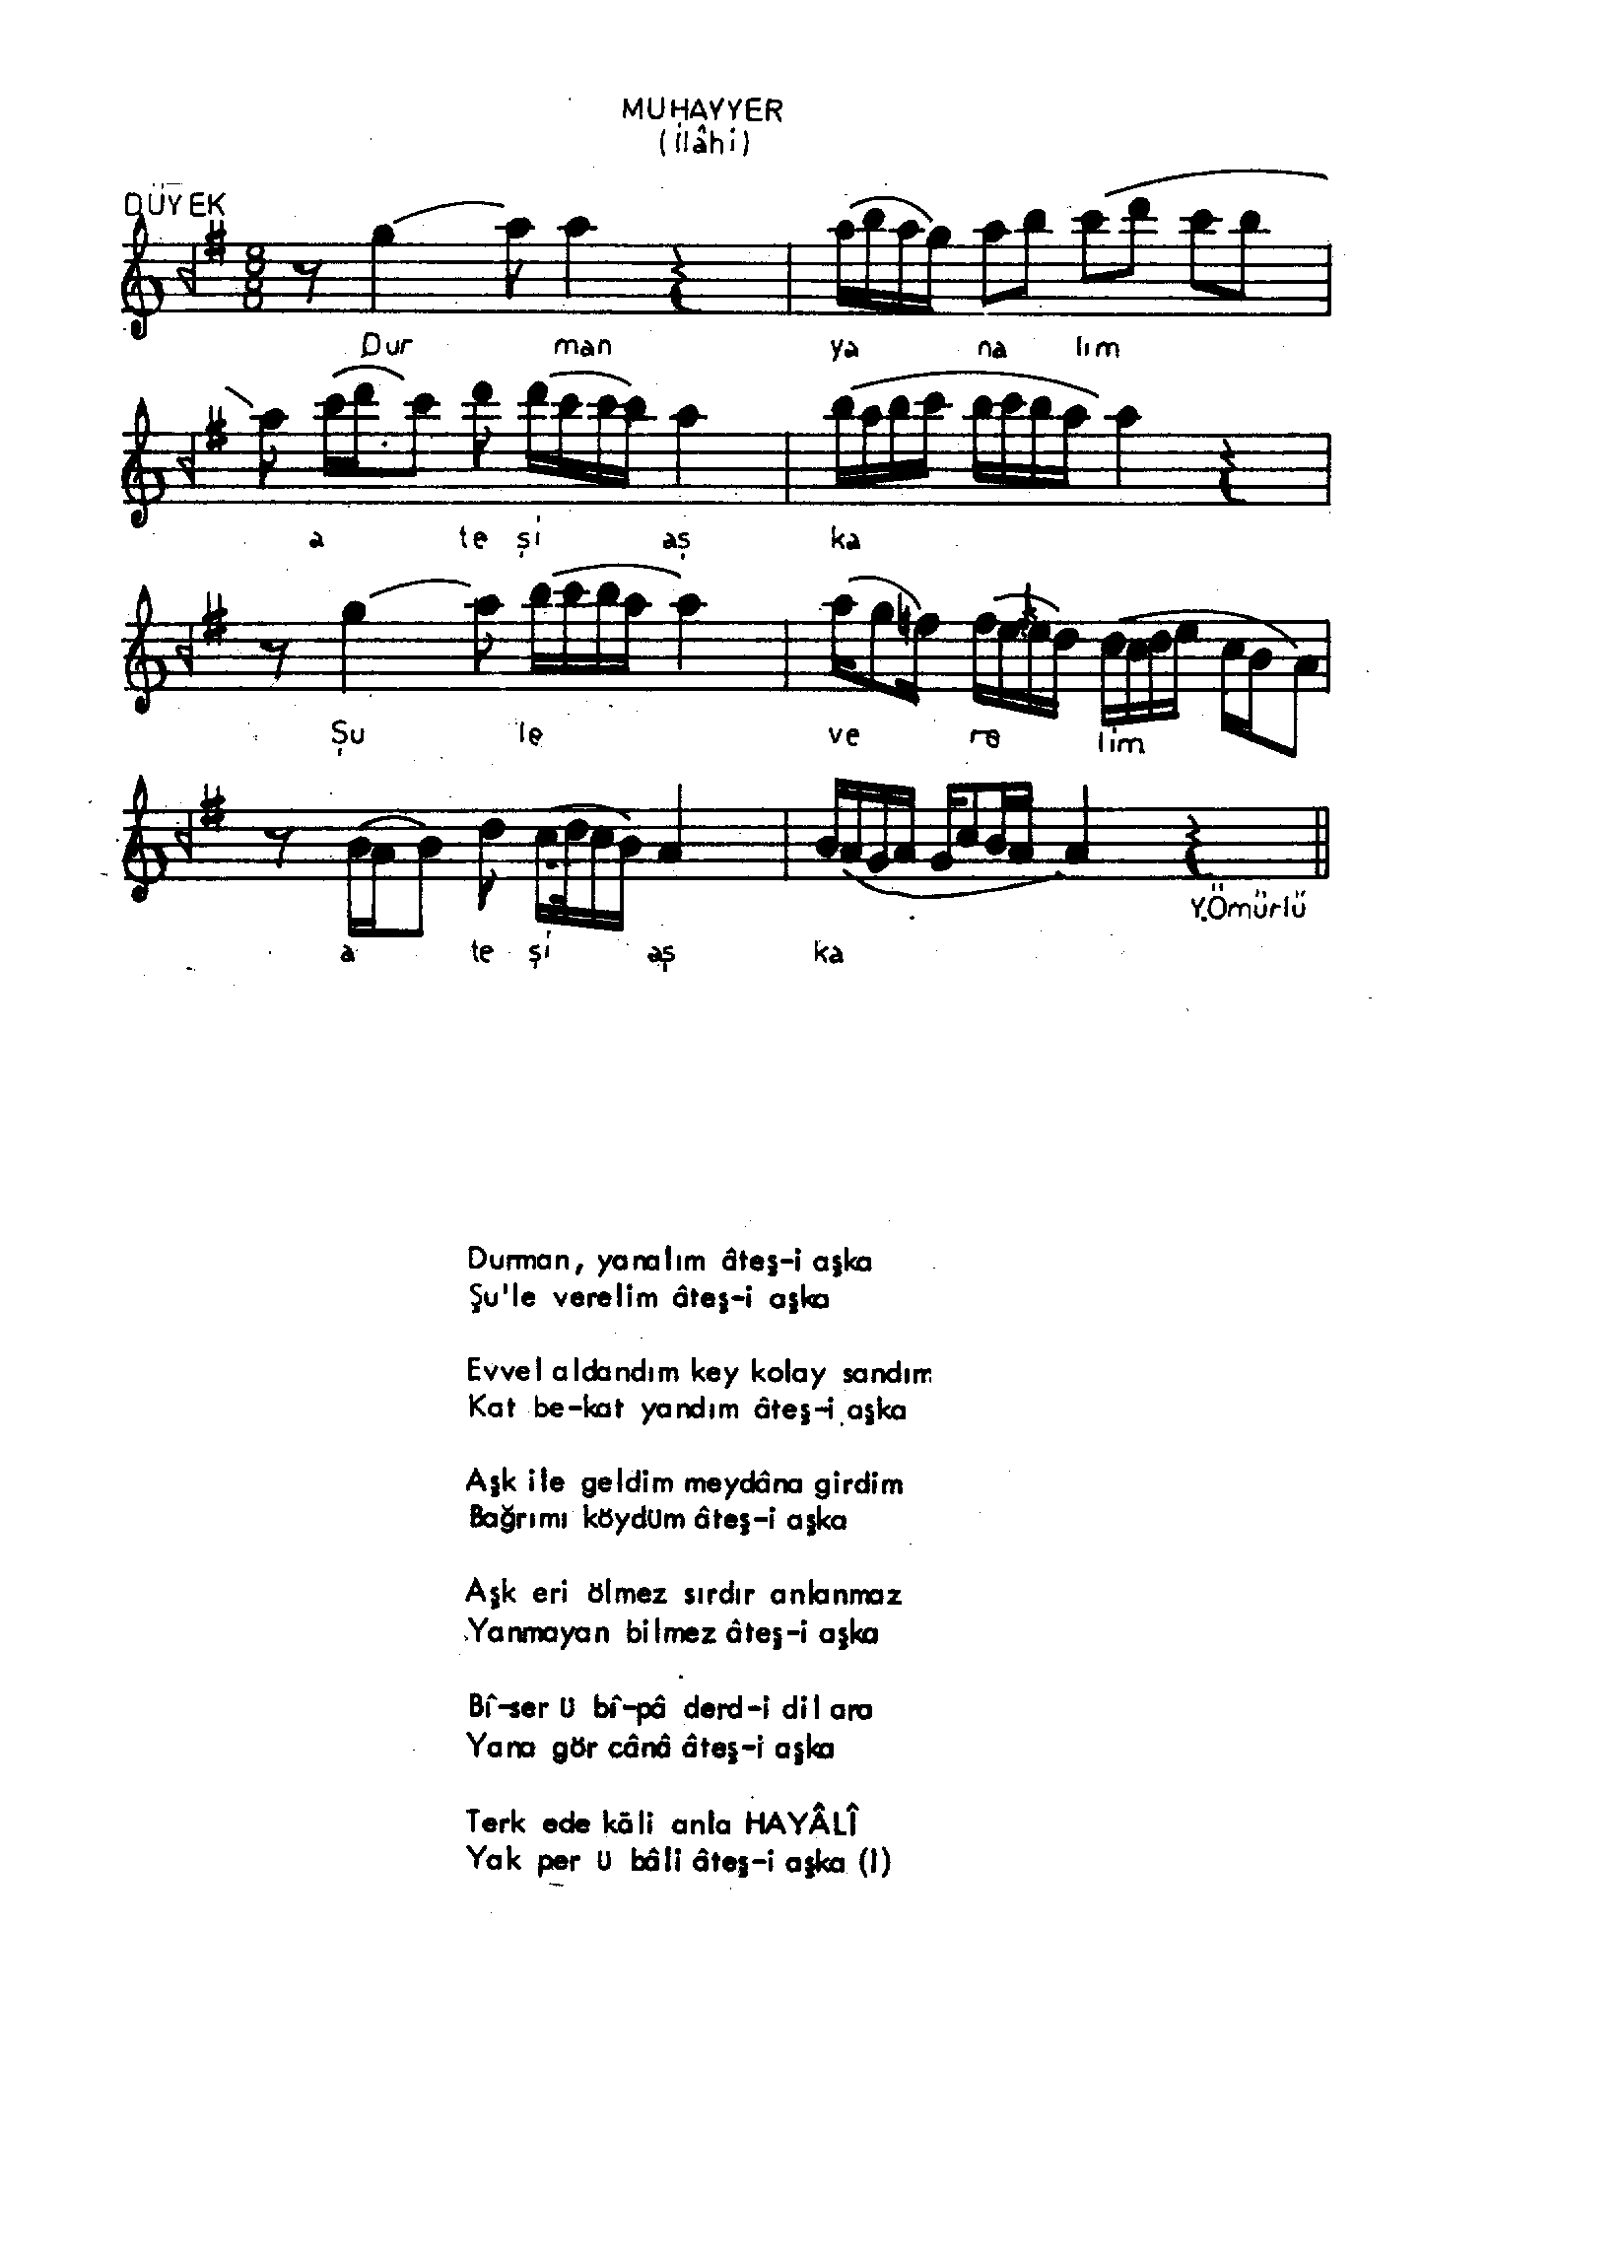 MUHAYYER
(ilâhi)
DÜYEK
8
4
Dur man ya na lım
a te şi aş ka
Şu le ve re lim
Y.Ömürlü
a te şi aş ka
Durman, yanalım âteş-i aşka
Şu'le verelim âteş-i aşka
Evvel aldandım key kolay sandım
Kat be-kat yandım âteş-i aşka
Aşk ile geldim meydâna girdim
Bağrımı köydüm âteş-i aşka
Aşk eri ölmez sırdır anlanmaz
Yanmayan bilmez âteş-i aşka
Bî-ser ü bî-pâ derd-i dil ara
Yana gör cânâ âteş-i aşka
Terk ede kāli anla HAYÂLÎ
Yak per ü bâli âteş-i aşka (1)